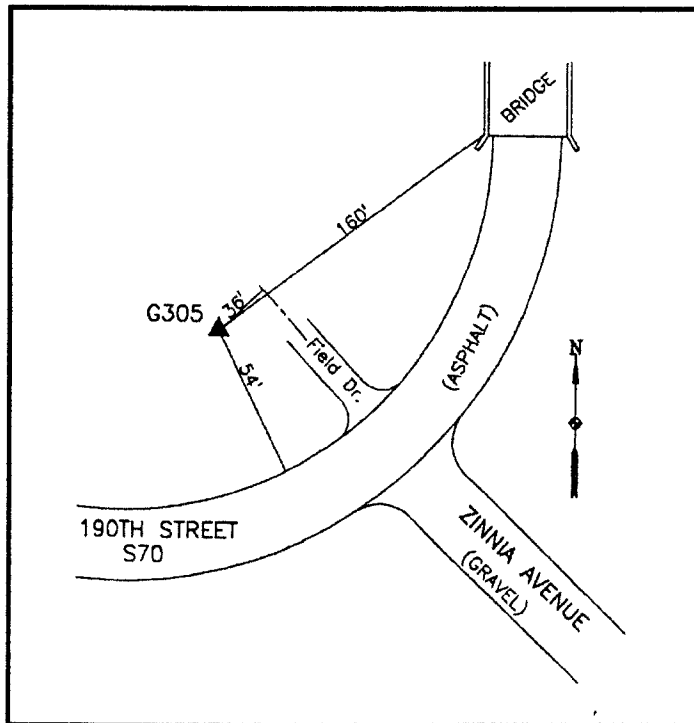 BRIDGE
160'
36'
G305
54'
Field Dr.
(ASPHALT)
N
190TH STREET
S70
ZINNIA AVENUE
(GRAVEL)